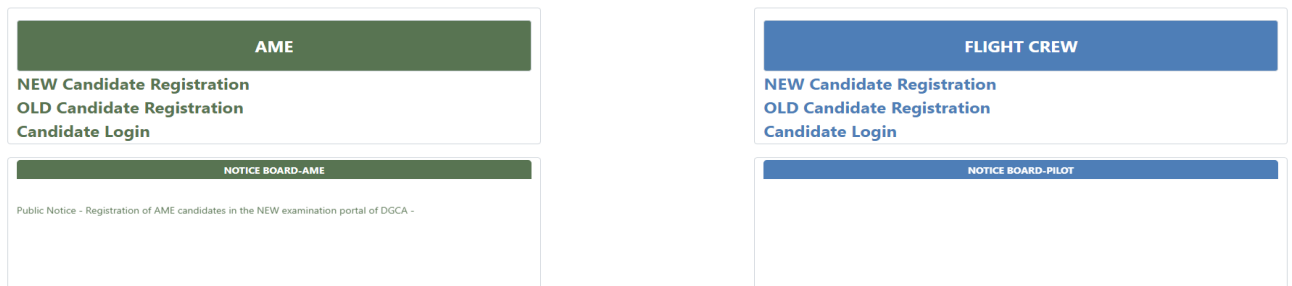 AME
NEW Candidate Registration
OLD Candidate Registration
Candidate Login
NOTICE BOARD-AME
Public Notice - Registration of AME candidates in the NEW examination portal of DGCA -
FLIGHT CREW
NEW Candidate Registration
OLD Candidate Registration
Candidate Login
NOTICE BOARD-PILOT